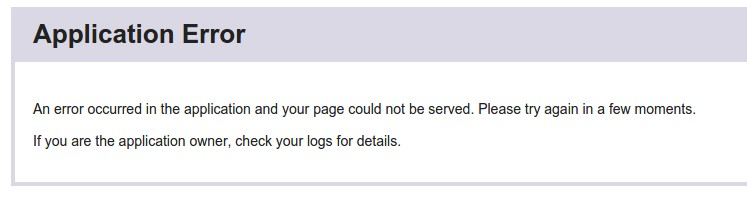 Application Error
An error occurred in the application and your page could not be served. Please try again in a few moments.
If you are the application owner, check your logs for details.